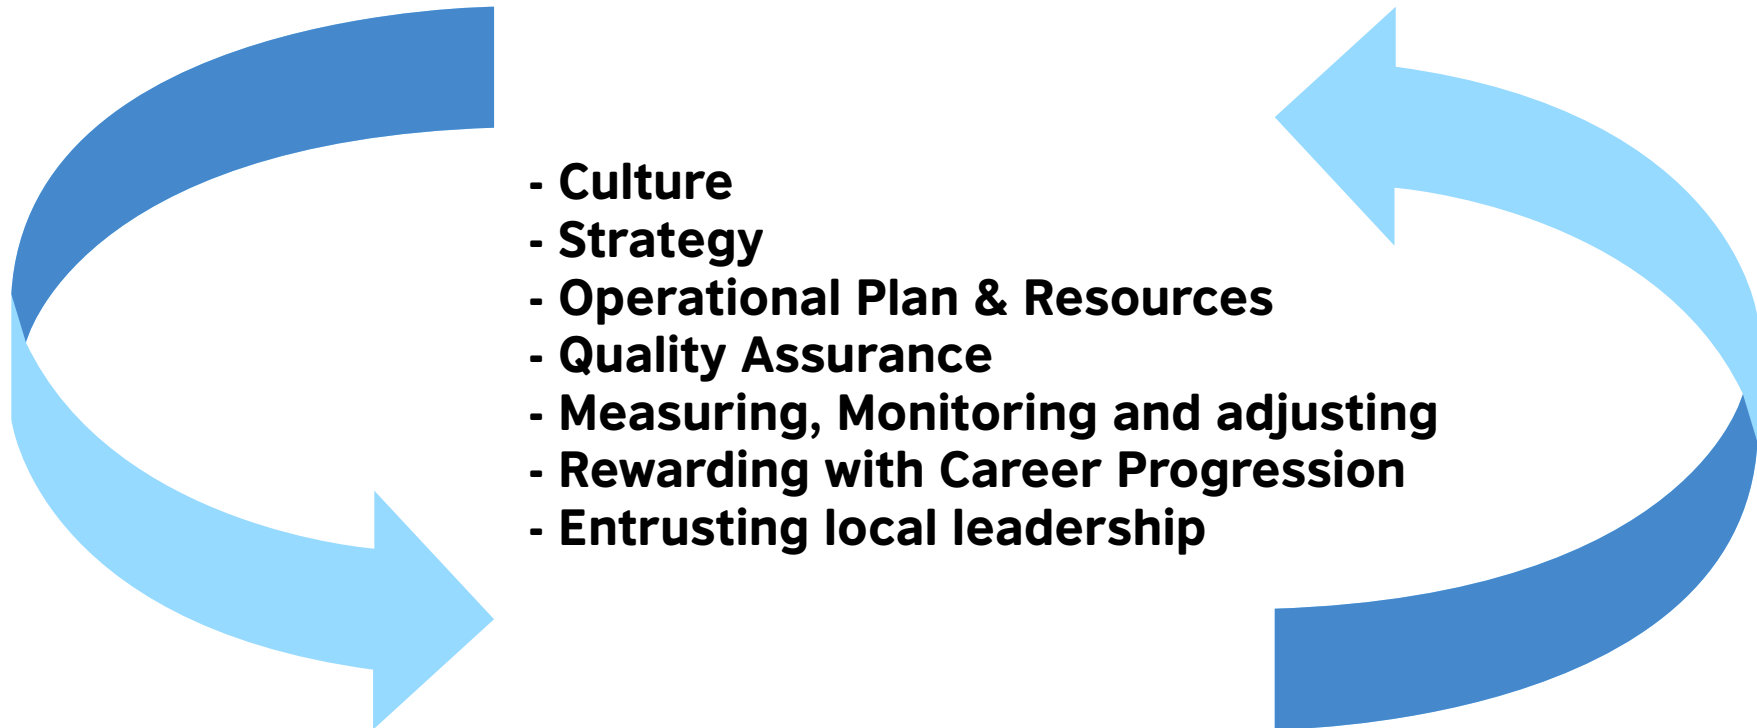 - Culture
- Strategy
- Operational Plan & Resources
- Quality Assurance
- Measuring, Monitoring and adjusting
- Rewarding with Career Progression
- Entrusting local leadership